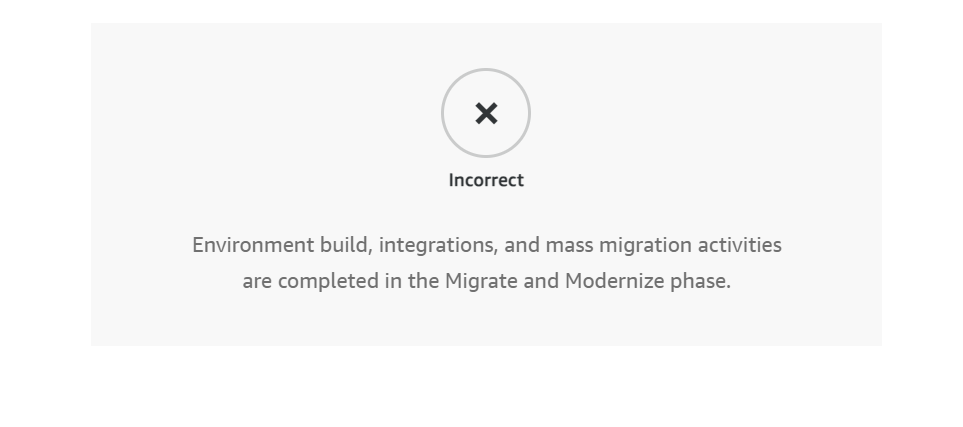 Incorrect
Environment build, integrations, and mass migration activities
are completed in the Migrate and Modernize phase.